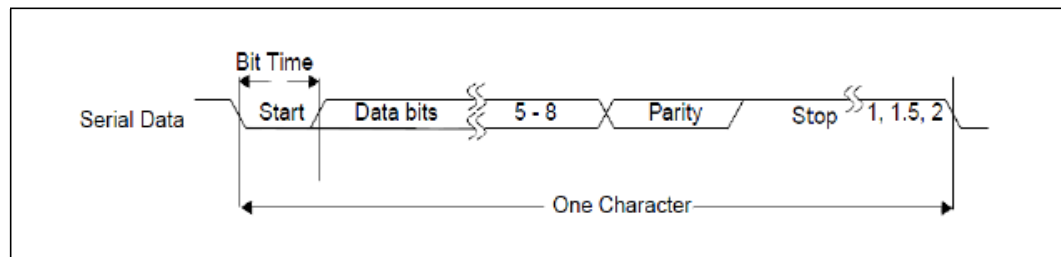 Bit Time
Serial Data Start Data bits 5 - 8 Parity Stop 1, 1.5, 2
One Character